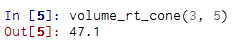 In [5]: volume_rt_cone(3, 5)
Out[5]: 47.1